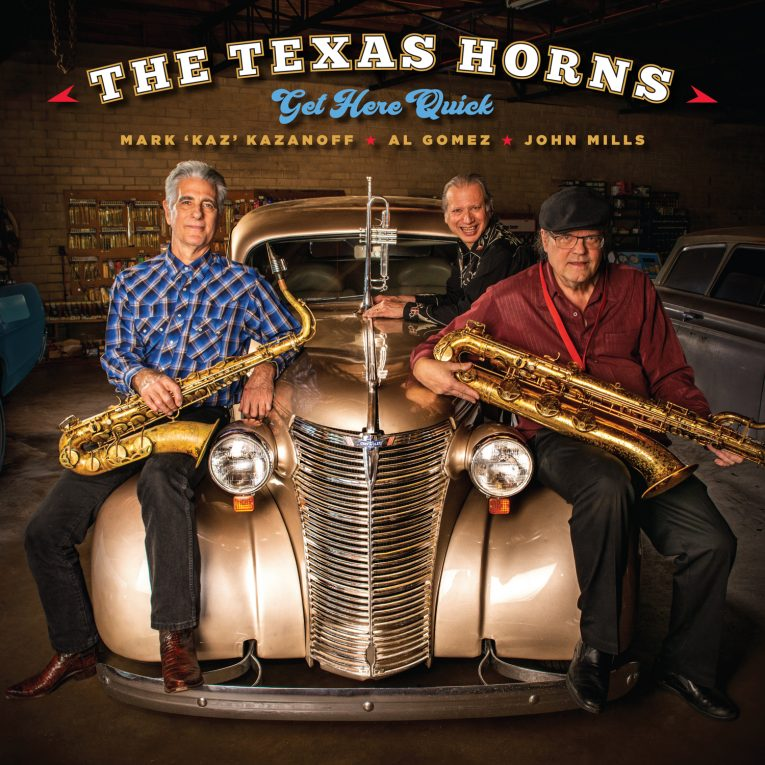 THE TEXAS HORNS
Get Here Quick
MARK ‘KAZ’ KAZANOFF ★ AL GOMEZ ★ JOHN MILLS